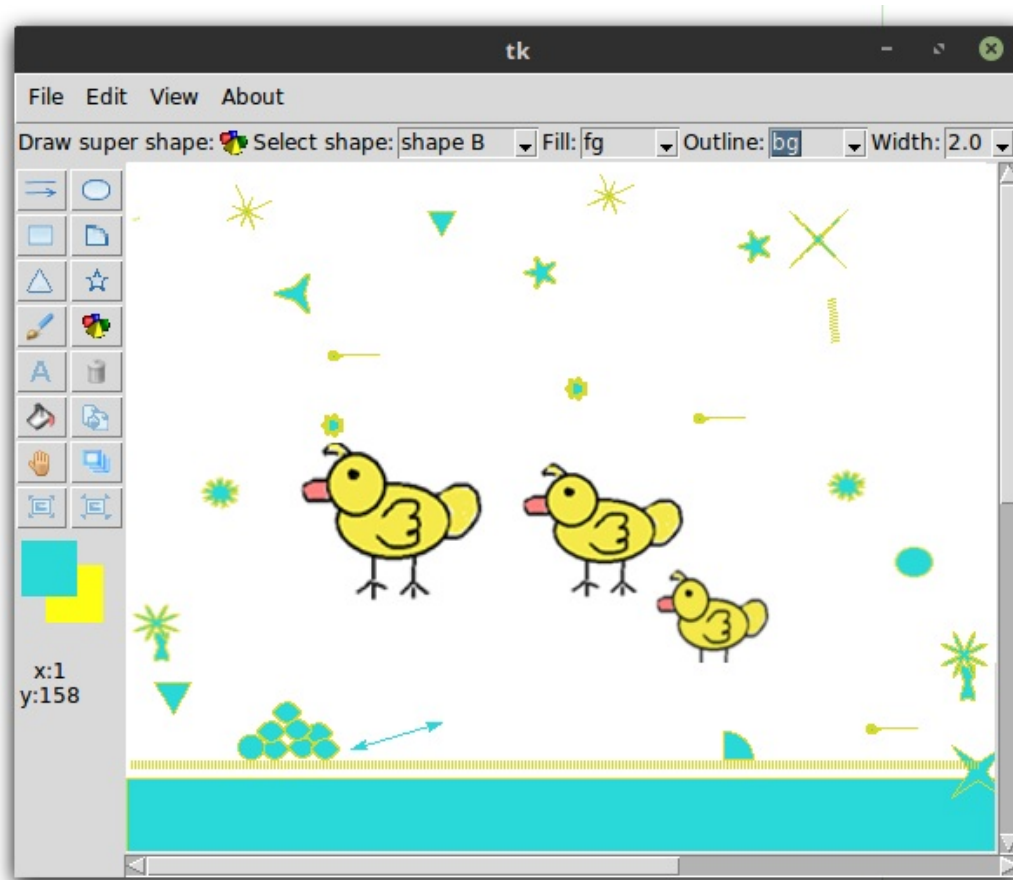 tk
File Edit View About
Draw super shape: Select shape: shape B Fill: fg Outline: bg Width: 2.0
A
x:1
y:158